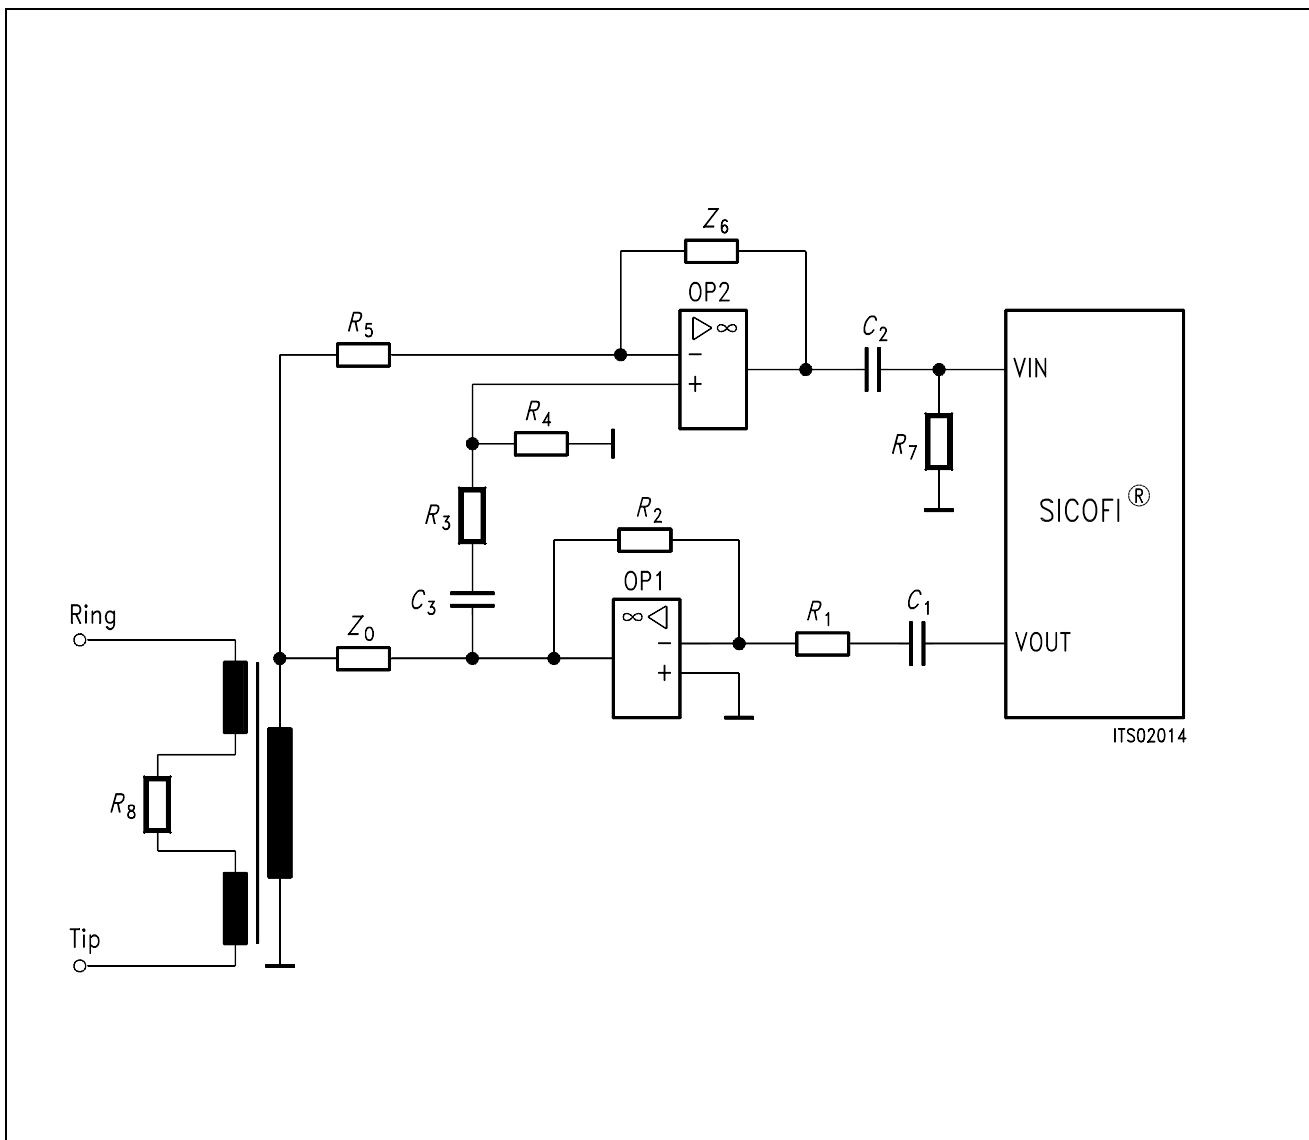 Z6
OP2
∞
R5
C2
−
VIN
+
R4
R7
R3
R2
SICOFI®
OP1
C3
∞
R1
C1
Ring
Z0
−
VOUT
+
ITS02014
R8
Tip